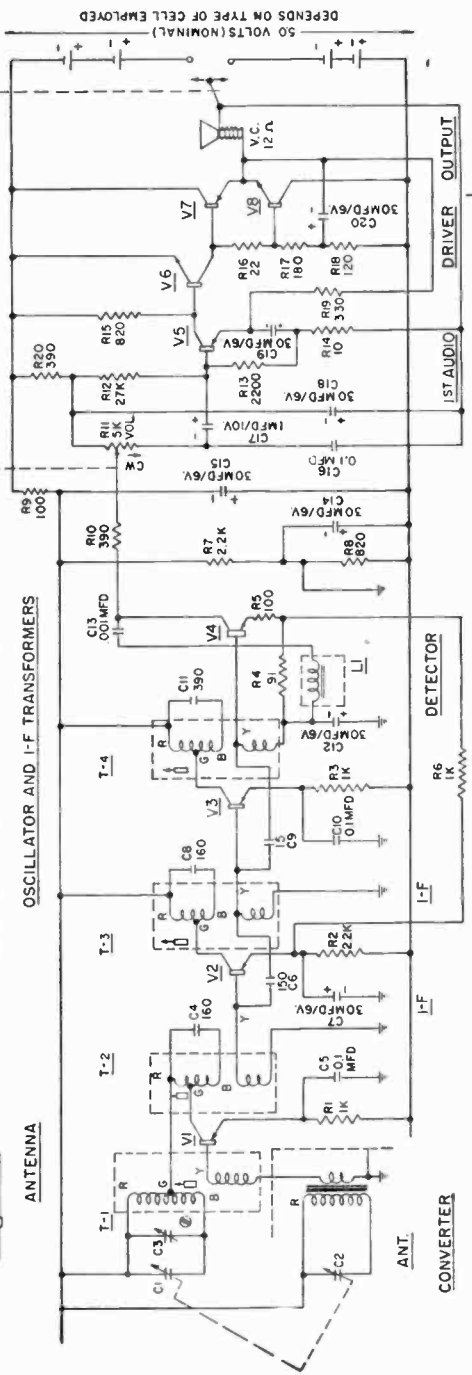 ANTENNA
OSCILLATOR AND I-F TRANSFORMERS
T-1
T-2
T-3
T-4
R
G
B
Y
C1
C3
C2
ANT.
CONVERTER
V1
R1
1K
C5
0.1
MFD
R
G
B
C4
160
Y
V2
150
C6
C7
30MFD/6V.
R2
2.2K
I-F
R
G
B
Y
C8
160
V3
15
C9
C10
0.1MFD
R3
1K
I-F
R
G
B
Y
C11
390
C13
.001MFD
V4
R5
100
R4
91
L1
C12
30MFD/6V.
DETECTOR
R6
1K
R10
390
R7
2.2K
R8
820
C14
30MFD/6V.
R9
100
C15
30MFD/6V.
CW
R11
5K
VOL
C16
0.1MFD
R20
390
R12
27K
C17
1MFD/10V.
C18
30MFD/6V.
R15
820
V5
R13
2200
C19
30MFD/6V.
R14
10
1ST AUDIO
V6
R19
330
V7
V8
R16
22
R17
180
R18
120
C20
30MFD/6V.
DRIVER
OUTPUT
V.C.
12Ω
50 VOLTS (NOMINAL)
DEPENDS ON TYPE OF CELL EMPLOYED